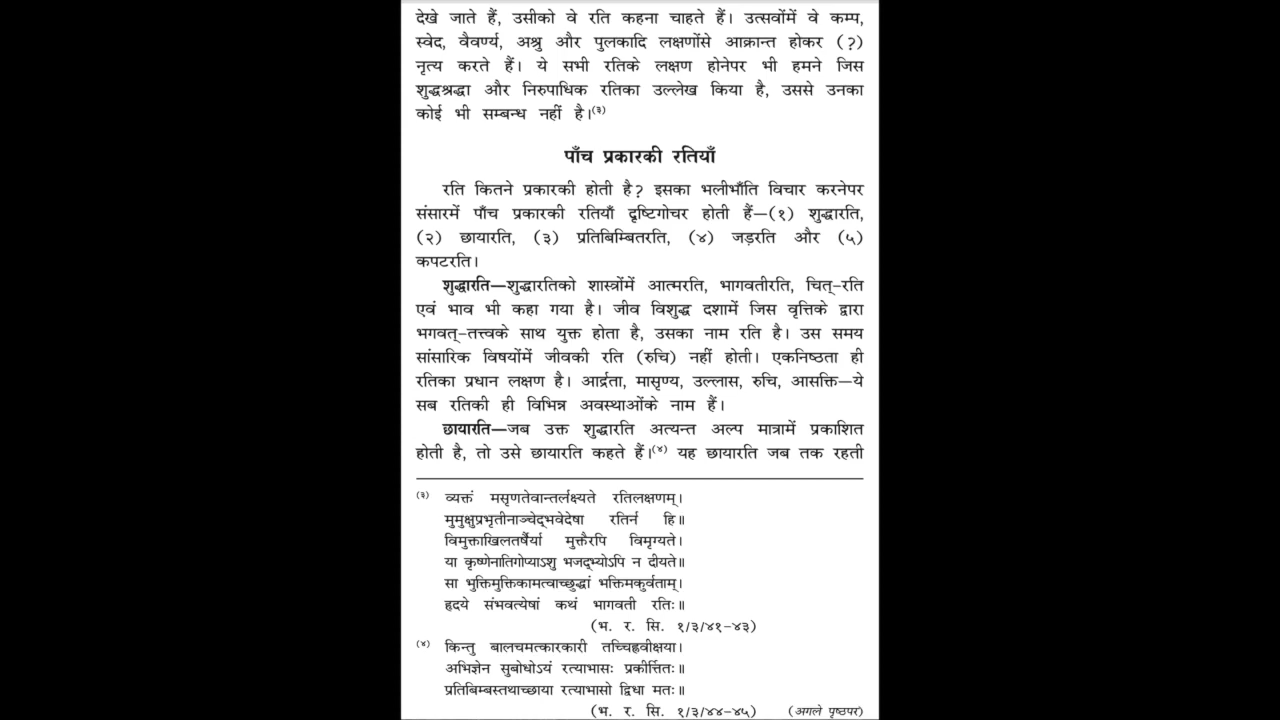 देखे जाते हैं, उसीको वे रति कहना चाहते हैं। उत्सवोंमें वे कम्प,
स्वेद, वैवर्ण्य, अश्रु और पुलकादि लक्षणोंसे आक्रान्त होकर (?)
नृत्य करते हैं। ये सभी रतिके लक्षण होनेपर भी हमने जिस
शुद्धश्रद्धा और निरुपाधिक रतिका उल्लेख किया है, उससे उनका
कोई भी सम्बन्ध नहीं है।(३)
पाँच प्रकारकी रतियाँ
रति कितने प्रकारकी होती है? इसका भलीभाँति विचार करनेपर
संसारमें पाँच प्रकारकी रतियाँ दृष्टिगोचर होती हैं—(१) शुद्धारति,
(२) छायारति, (३) प्रतिबिम्बितरति, (४) जड़रति और (५)
कपटरति।
शुद्धारति—शुद्धारतिको शास्त्रोंमें आत्मरति, भागवतीरति, चित्-रति
एवं भाव भी कहा गया है। जीव विशुद्ध दशामें जिस वृत्तिके द्वारा
भगवत्-तत्त्वके साथ युक्त होता है, उसका नाम रति है। उस समय
सांसारिक विषयोंमें जीवकी रति (रुचि) नहीं होती। एकनिष्ठता ही
रतिका प्रधान लक्षण है। आर्द्रता, मासृण्य, उल्लास, रुचि, आसक्ति—ये
सब रतिकी ही विभिन्न अवस्थाओंके नाम हैं।
छायारति—जब उक्त शुद्धारति अत्यन्त अल्प मात्रामें प्रकाशित
होती है, तो उसे छायारति कहते हैं।(४) यह छायारति जब तक रहती
(३) व्यक्तं मसृणतेवान्तर्लक्ष्यते रतिलक्षणम्।
मुमुक्षुप्रभृतीनाञ्चेद्भवेदेषा रतिर्न हि॥
विमुक्ताखिलतर्षैर्या मुक्तैरपि विमृग्यते।
या कृष्णेनातिगोप्याऽशु भजद्भ्योऽपि न दीयते॥
सा भुक्तिमुक्तिकामत्वाच्छुद्धां भक्तिमकुर्वताम्।
हृदये संभवत्येषां कथं भागवती रतिः॥
(भ. र. सि. १/३/४१-४३)
(४) किन्तु बालचमत्कारकारी तच्चिह्नवीक्षया।
अभिज्ञेन सुबोधोऽयं रत्याभासः प्रकीर्त्तितः॥
प्रतिबिम्बस्तथाच्छाया रत्याभासो द्विधा मतः॥
(भ. र. सि. १/३/४४-४५) (अगले पृष्ठपर)